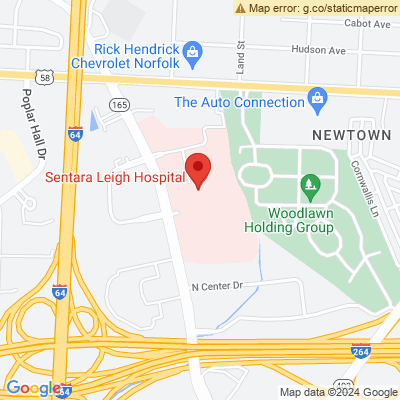 Map error: g.co/staticmaperror
Cabot Ave
Hudson Ave
Land St
Rick Hendrick
Chevrolet Norfolk
58
165
The Auto Connection
Poplar Hall Dr
64
NEWTOWN
Cornwallis Ln
Sentara Leigh Hospital
Woodlawn
Holding Group
64
N Center Dr
264
64
403
Google
Map data ©2024 Google